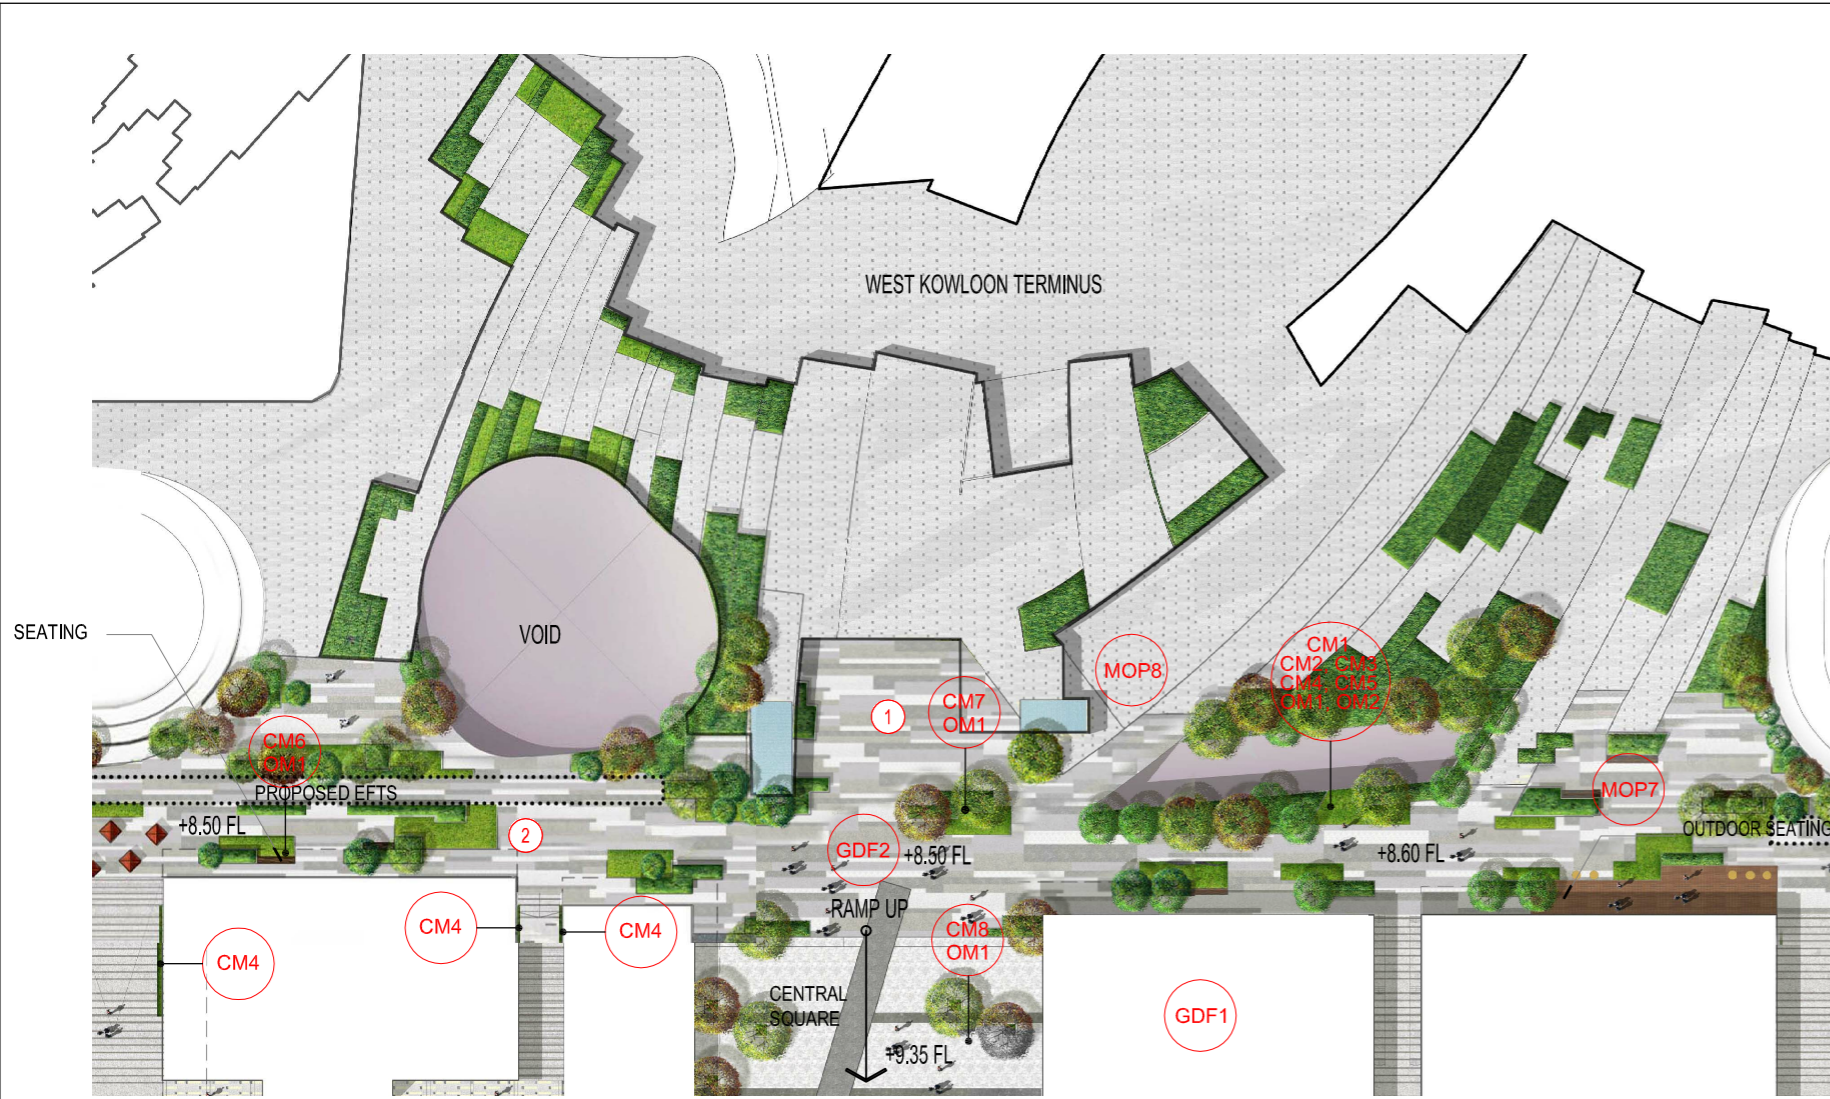 WEST KOWLOON TERMINUS
SEATING
VOID
MOP8
CM1
CM2, CM3
CM4, CM5
OM1, OM2
CM7
OM1
1
CM6
OM1
PROPOSED EFTS
MOP7
+8.50 FL
2
GDF2
+8.50 FL
+8.60 FL
OUTDOOR SEATING
RAMP UP
CM4
CM4
CM8
OM1
CM4
CENTRAL
SQUARE
GDF1
+9.35 FL